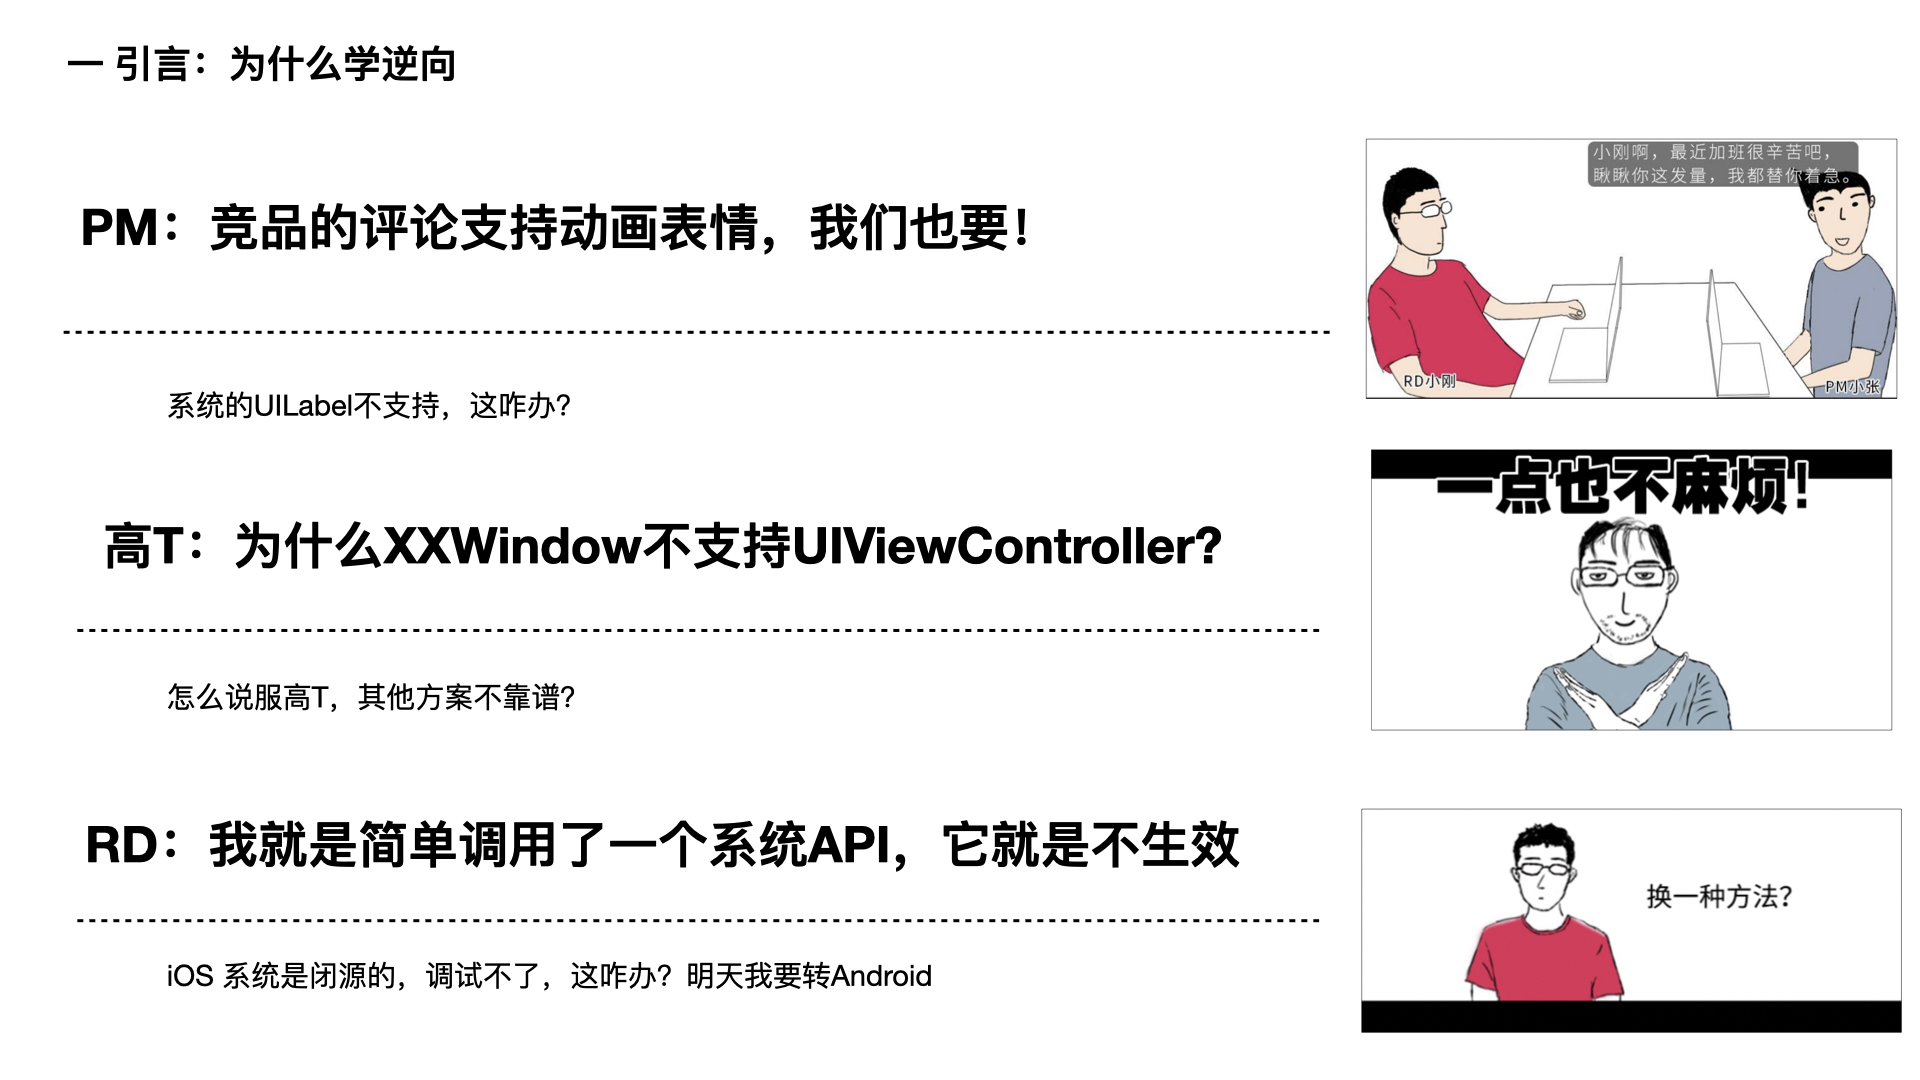 一 引言：为什么学逆向
PM：竞品的评论支持动画表情，我们也要！
系统的UILabel不支持，这咋办？
高T：为什么XXWindow不支持UIViewController？
怎么说服高T，其他方案不靠谱？
RD：我就是简单调用了一个系统API，它就是不生效
iOS 系统是闭源的，调试不了，这咋办？明天我要转Android
小刚啊，最近加班很辛苦吧，
瞅瞅你这发量，我都替你着急。
RD小刚
PM小张
一点也不麻烦！
换一种方法？